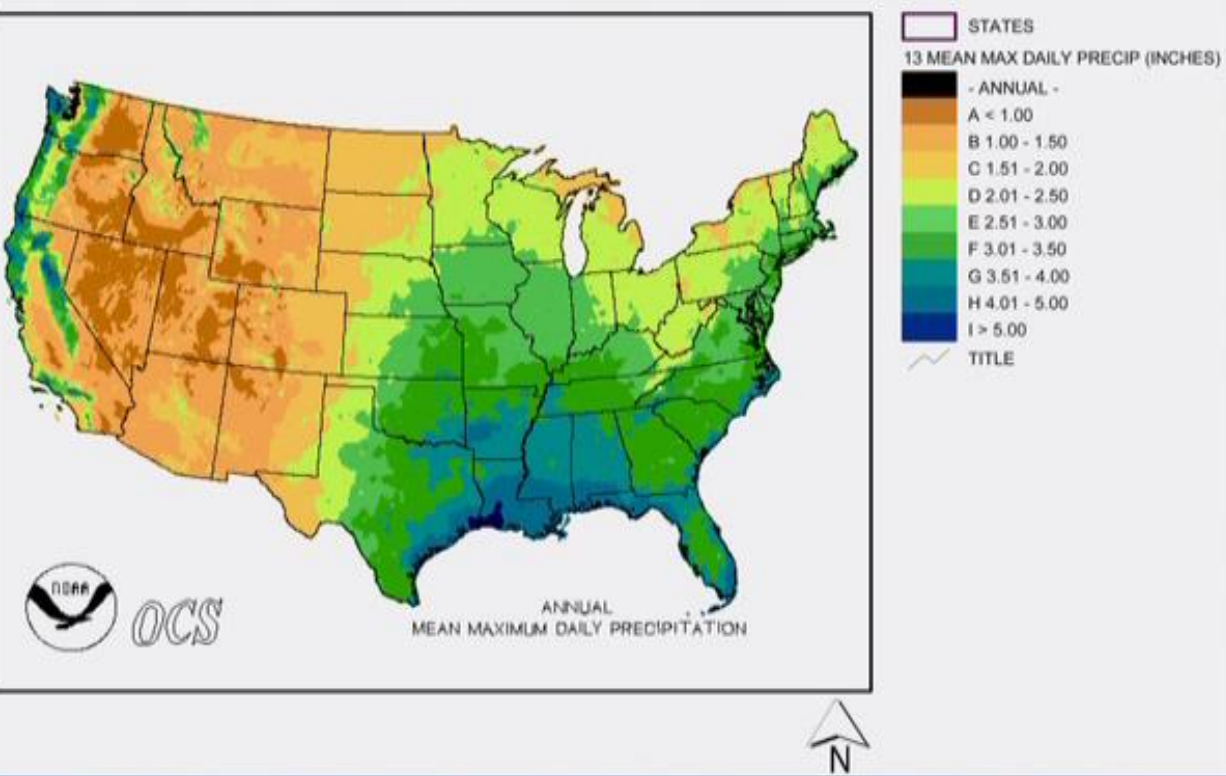 STATES
13 MEAN MAX DAILY PRECIP (INCHES)
- ANNUAL -
A < 1.00
B 1.00 - 1.50
C 1.51 - 2.00
D 2.01 - 2.50
E 2.51 - 3.00
F 3.01 - 3.50
G 3.51 - 4.00
H 4.01 - 5.00
I > 5.00
TITLE
NOAA
OCS
ANNUAL
MEAN MAXIMUM DAILY PRECIPITATION
N